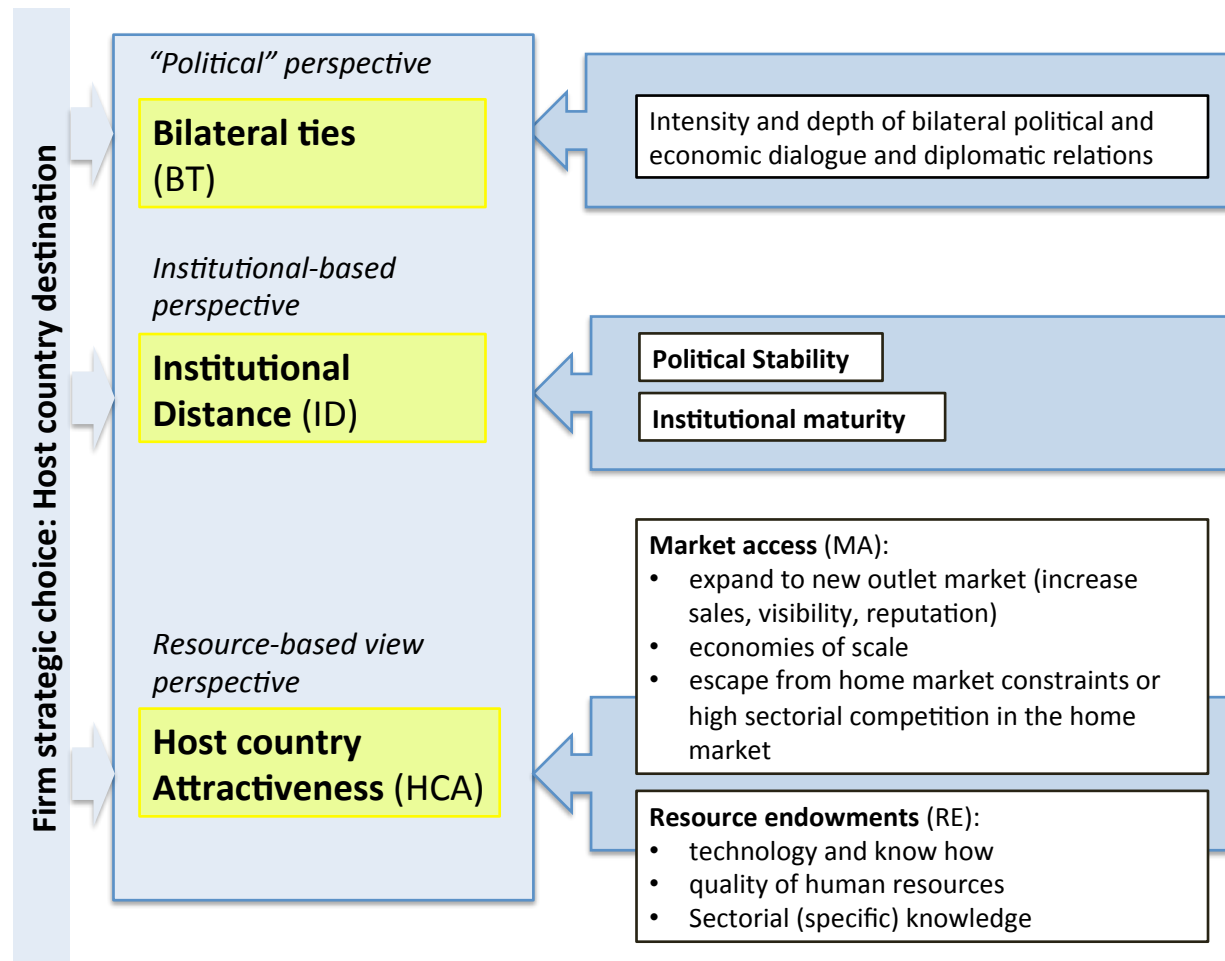 Firm strategic choice: Host country destination
“Political” perspective
Bilateral ties
(BT)
Intensity and depth of bilateral political and
economic dialogue and diplomatic relations
Institutional-based
perspective
Institutional
Distance (ID)
Political Stability
Institutional maturity
Resource-based view
perspective
Host country
Attractiveness (HCA)
Market access (MA):
• expand to new outlet market (increase
sales, visibility, reputation)
• economies of scale
• escape from home market constraints or
high sectorial competition in the home
market
Resource endowments (RE):
• technology and know how
• quality of human resources
• Sectorial (specific) knowledge